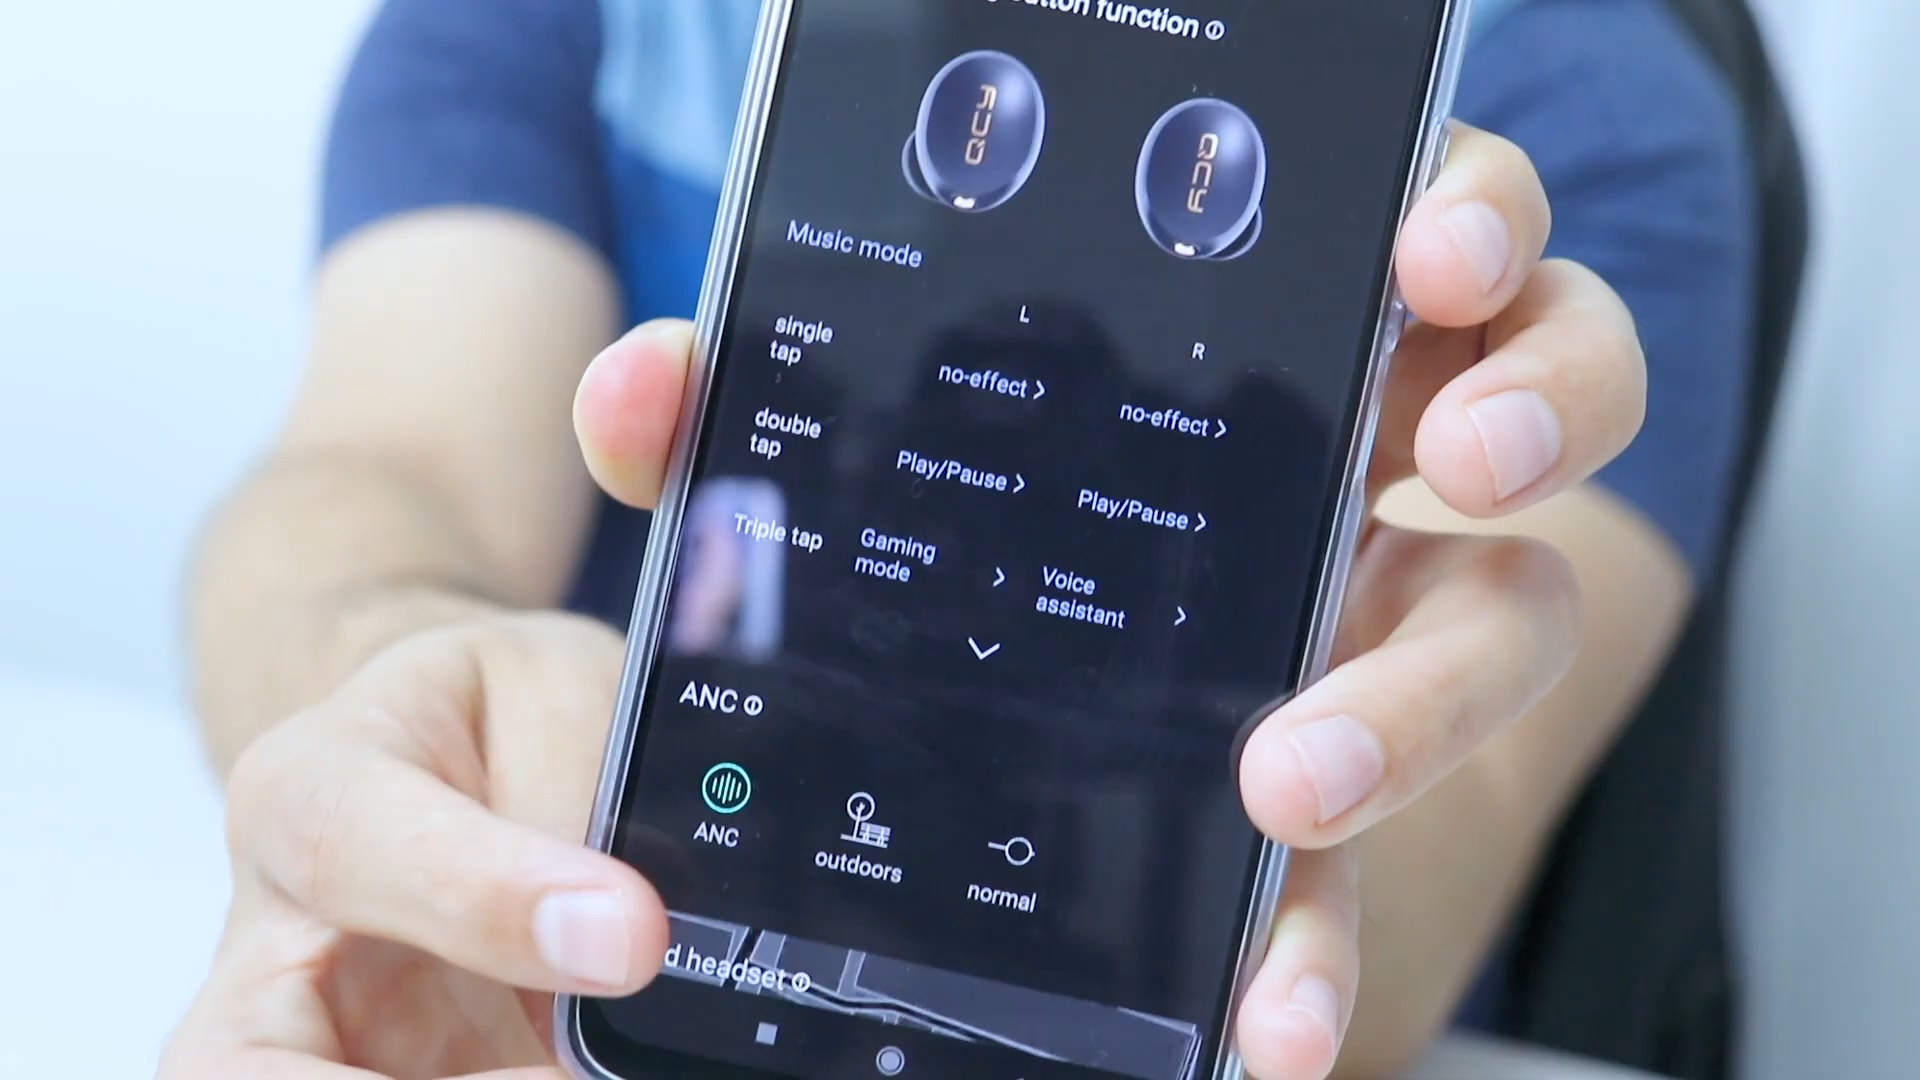 button function
QCY
QCY
Music mode
L
R
single
tap
no-effect >
no-effect >
double
tap
Play/Pause >
Play/Pause >
Triple tap
Gaming
mode >
Voice
assistant >
ANC
ANC
outdoors
normal
d headset